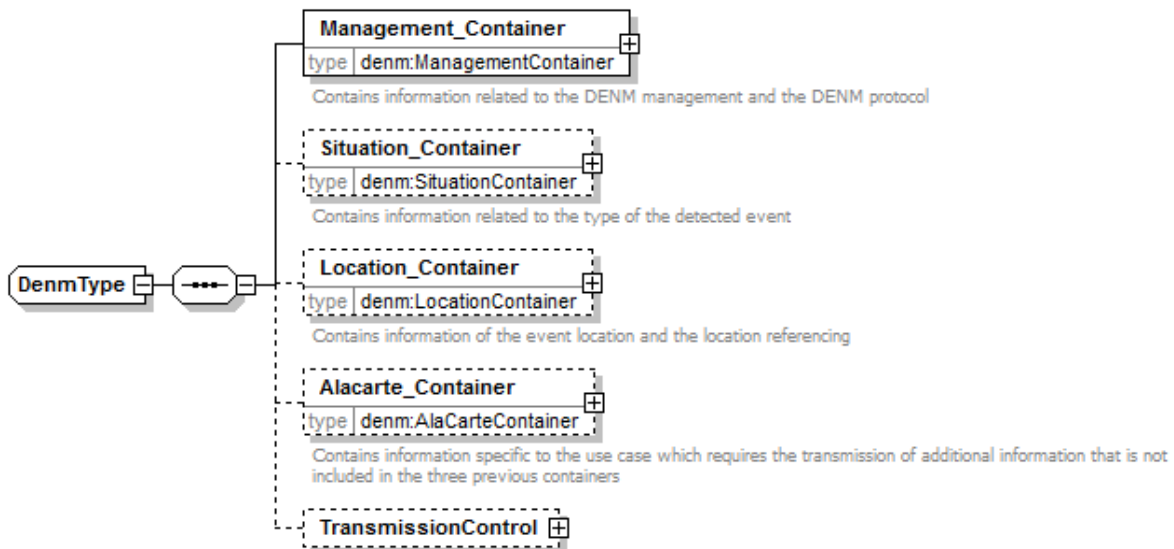 Management_Container
type denm:ManagementContainer
Contains information related to the DENM management and the DENM protocol
Situation_Container
type denm:SituationContainer
Contains information related to the type of the detected event
DenmType
Location_Container
type denm:LocationContainer
Contains information of the event location and the location referencing
Alacarte_Container
type denm:AlaCarteContainer
Contains information specific to the use case which requires the transmission of additional information that is not
included in the three previous containers
TransmissionControl